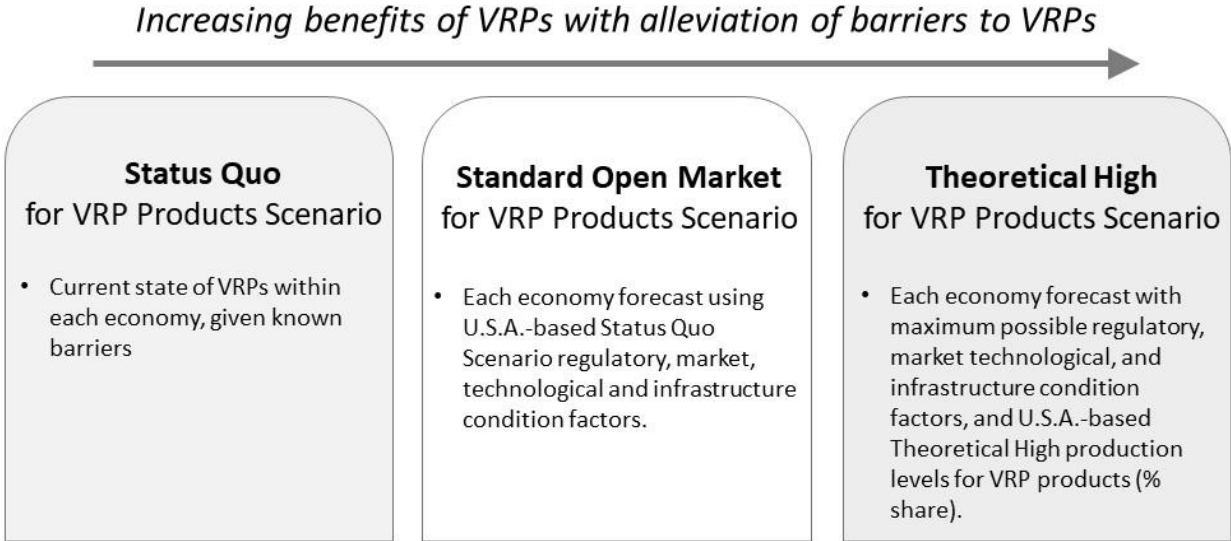 Increasing benefits of VRPs with alleviation of barriers to VRPs
Status Quo
for VRP Products Scenario
• Current state of VRPs within
each economy, given known
barriers
Standard Open Market
for VRP Products Scenario
• Each economy forecast using
U.S.A.-based Status Quo
Scenario regulatory, market,
technological and infrastructure
condition factors.
Theoretical High
for VRP Products Scenario
• Each economy forecast with
maximum possible regulatory,
market technological, and
infrastructure condition
factors, and U.S.A.-based
Theoretical High production
levels for VRP products (%
share).